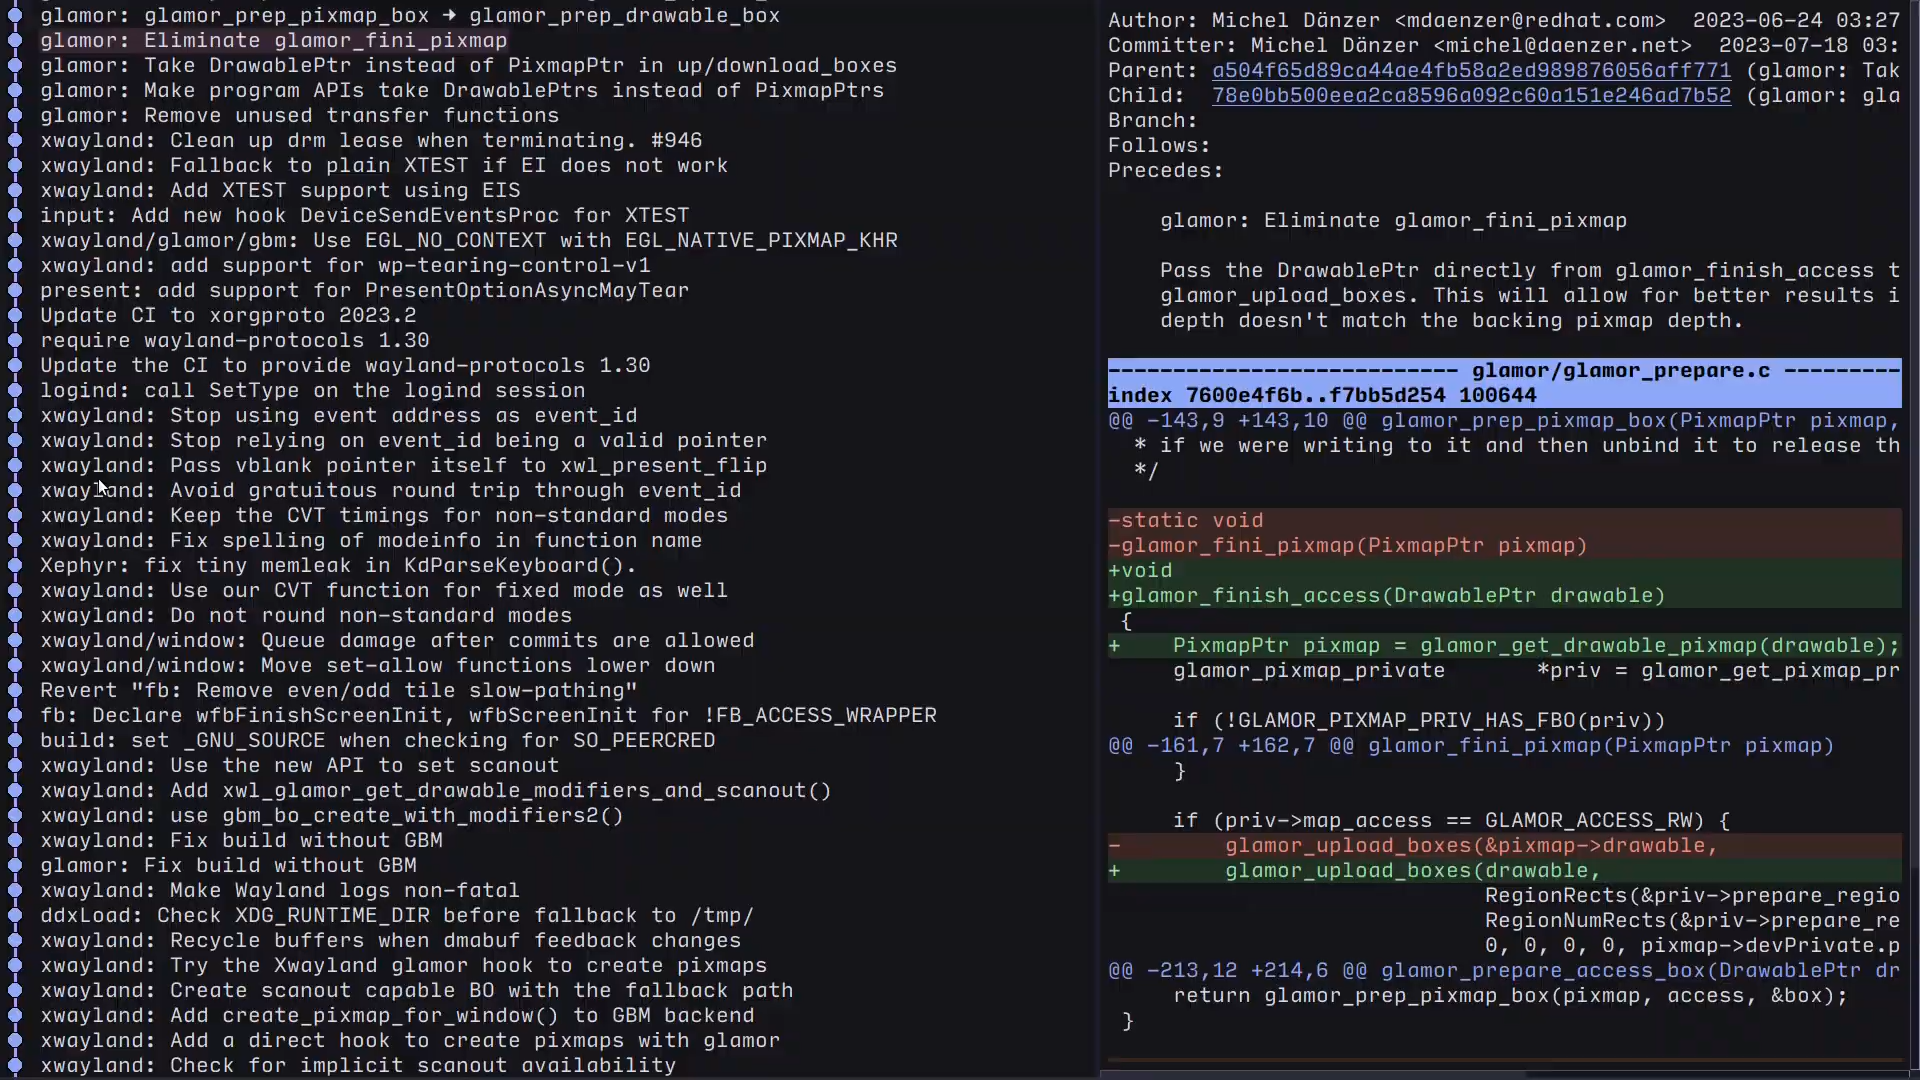 glamor: glamor_prep_pixmap_box → glamor_prep_drawable_box
glamor: Eliminate glamor_fini_pixmap
glamor: Take DrawablePtr instead of PixmapPtr in up/download_boxes
glamor: Make program APIs take DrawablePtrs instead of PixmapPtrs
glamor: Remove unused transfer functions
xwayland: Clean up drm lease when terminating. #946
xwayland: Fallback to plain XTEST if EI does not work
xwayland: Add XTEST support using EIS
input: Add new hook DeviceSendEventsProc for XTEST
xwayland/glamor/gbm: Use EGL_NO_CONTEXT with EGL_NATIVE_PIXMAP_KHR
xwayland: add support for wp-tearing-control-v1
present: add support for PresentOptionAsyncMayTear
Update CI to xorgproto 2023.2
require wayland-protocols 1.30
Update the CI to provide wayland-protocols 1.30
logind: call SetType on the logind session
xwayland: Stop using event address as event_id
xwayland: Stop relying on event_id being a valid pointer
xwayland: Pass vblank pointer itself to xwl_present_flip
xwayland: Avoid gratuitous round trip through event_id
xwayland: Keep the CVT timings for non-standard modes
xwayland: Fix spelling of modeinfo in function name
Xephyr: fix tiny memleak in KdParseKeyboard().
xwayland: Use our CVT function for fixed mode as well
xwayland: Do not round non-standard modes
xwayland/window: Queue damage after commits are allowed
xwayland/window: Move set-allow functions lower down
Revert "fb: Remove even/odd tile slow-pathing"
fb: Declare wfbFinishScreenInit, wfbScreenInit for !FB_ACCESS_WRAPPER
build: set _GNU_SOURCE when checking for SO_PEERCRED
xwayland: Use the new API to set scanout
xwayland: Add xwl_glamor_get_drawable_modifiers_and_scanout()
xwayland: use gbm_bo_create_with_modifiers2()
xwayland: Fix build without GBM
glamor: Fix build without GBM
xwayland: Make Wayland logs non-fatal
ddxLoad: Check XDG_RUNTIME_DIR before fallback to /tmp/
xwayland: Recycle buffers when dmabuf feedback changes
xwayland: Try the Xwayland glamor hook to create pixmaps
xwayland: Create scanout capable BO with the fallback path
xwayland: Add create_pixmap_for_window() to GBM backend
xwayland: Add a direct hook to create pixmaps with glamor
xwayland: Check for implicit scanout availability
Author: Michel Dänzer <mdaenzer@redhat.com>  2023-06-24 03:27
Committer: Michel Dänzer <michel@daenzer.net>  2023-07-18 03:
Parent: a504f65d89ca44ae4fb58a2ed989876056aff771 (glamor: Tak
Child:  78e0bb500eea2ca8596a092c60a151e246ad7b52 (glamor: gla
Branch:
Follows:
Precedes:
glamor: Eliminate glamor_fini_pixmap
Pass the DrawablePtr directly from glamor_finish_access t
glamor_upload_boxes. This will allow for better results i
depth doesn't match the backing pixmap depth.
--------------------------- glamor/glamor_prepare.c ---------
index 7600e4f6b..f7bb5d254 100644
@@ -143,9 +143,10 @@ glamor_prep_pixmap_box(PixmapPtr pixmap,
  * if we were writing to it and then unbind it to release th
  */
-static void
-glamor_fini_pixmap(PixmapPtr pixmap)
+void
+glamor_finish_access(DrawablePtr drawable)
 {
+    PixmapPtr pixmap = glamor_get_drawable_pixmap(drawable);
     glamor_pixmap_private       *priv = glamor_get_pixmap_pr
     if (!GLAMOR_PIXMAP_PRIV_HAS_FBO(priv))
@@ -161,7 +162,7 @@ glamor_fini_pixmap(PixmapPtr pixmap)
     }
     if (priv->map_access == GLAMOR_ACCESS_RW) {
-        glamor_upload_boxes(&pixmap->drawable,
+        glamor_upload_boxes(drawable,
                             RegionRects(&priv->prepare_regio
                             RegionNumRects(&priv->prepare_re
                             0, 0, 0, 0, pixmap->devPrivate.p
@@ -213,12 +214,6 @@ glamor_prepare_access_box(DrawablePtr dr
     return glamor_prep_pixmap_box(pixmap, access, &box);
 }